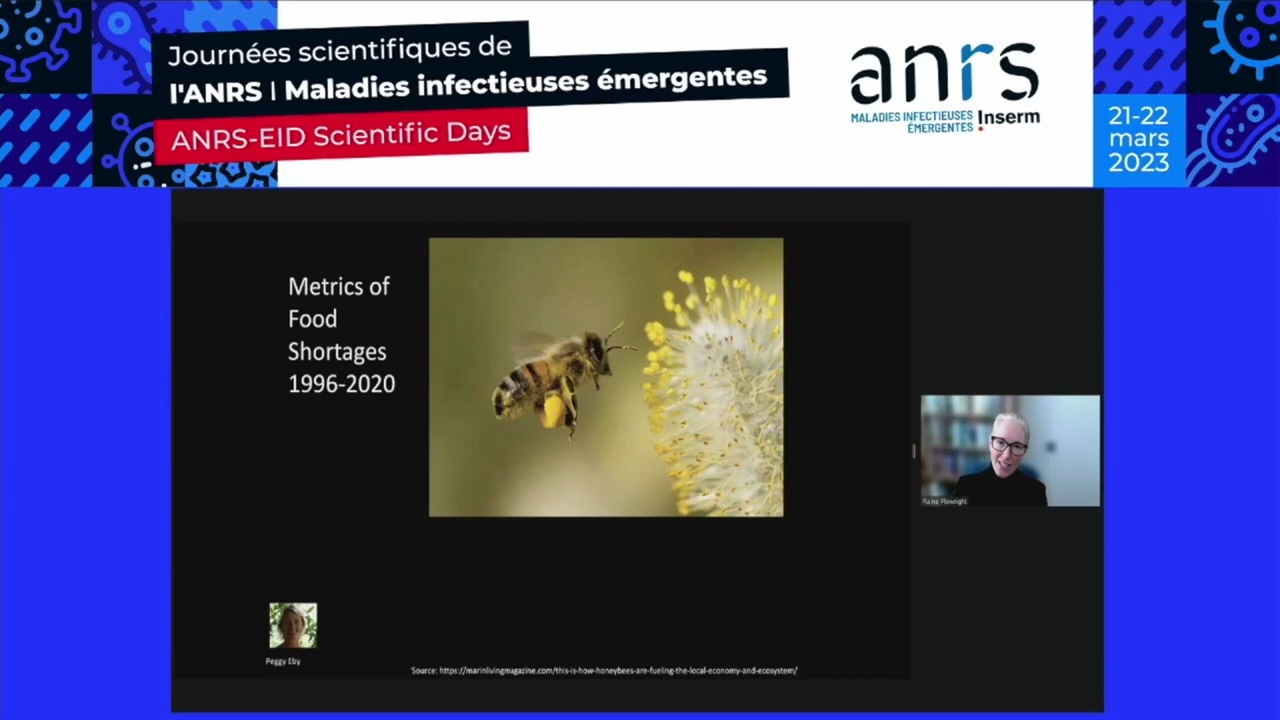 Journées scientifiques de
l'ANRS | Maladies infectieuses émergentes
ANRS-EID Scientific Days
anrs
MALADIES INFECTIEUSES
ÉMERGENTES
Inserm
21-22
mars
2023
Metrics of
Food
Shortages
1996-2020
Raina Plowright
Peggy Eby
Source: https://marinlivingmagazine.com/this-is-how-honeybees-are-fueling-the-local-economy-and-ecosystem/